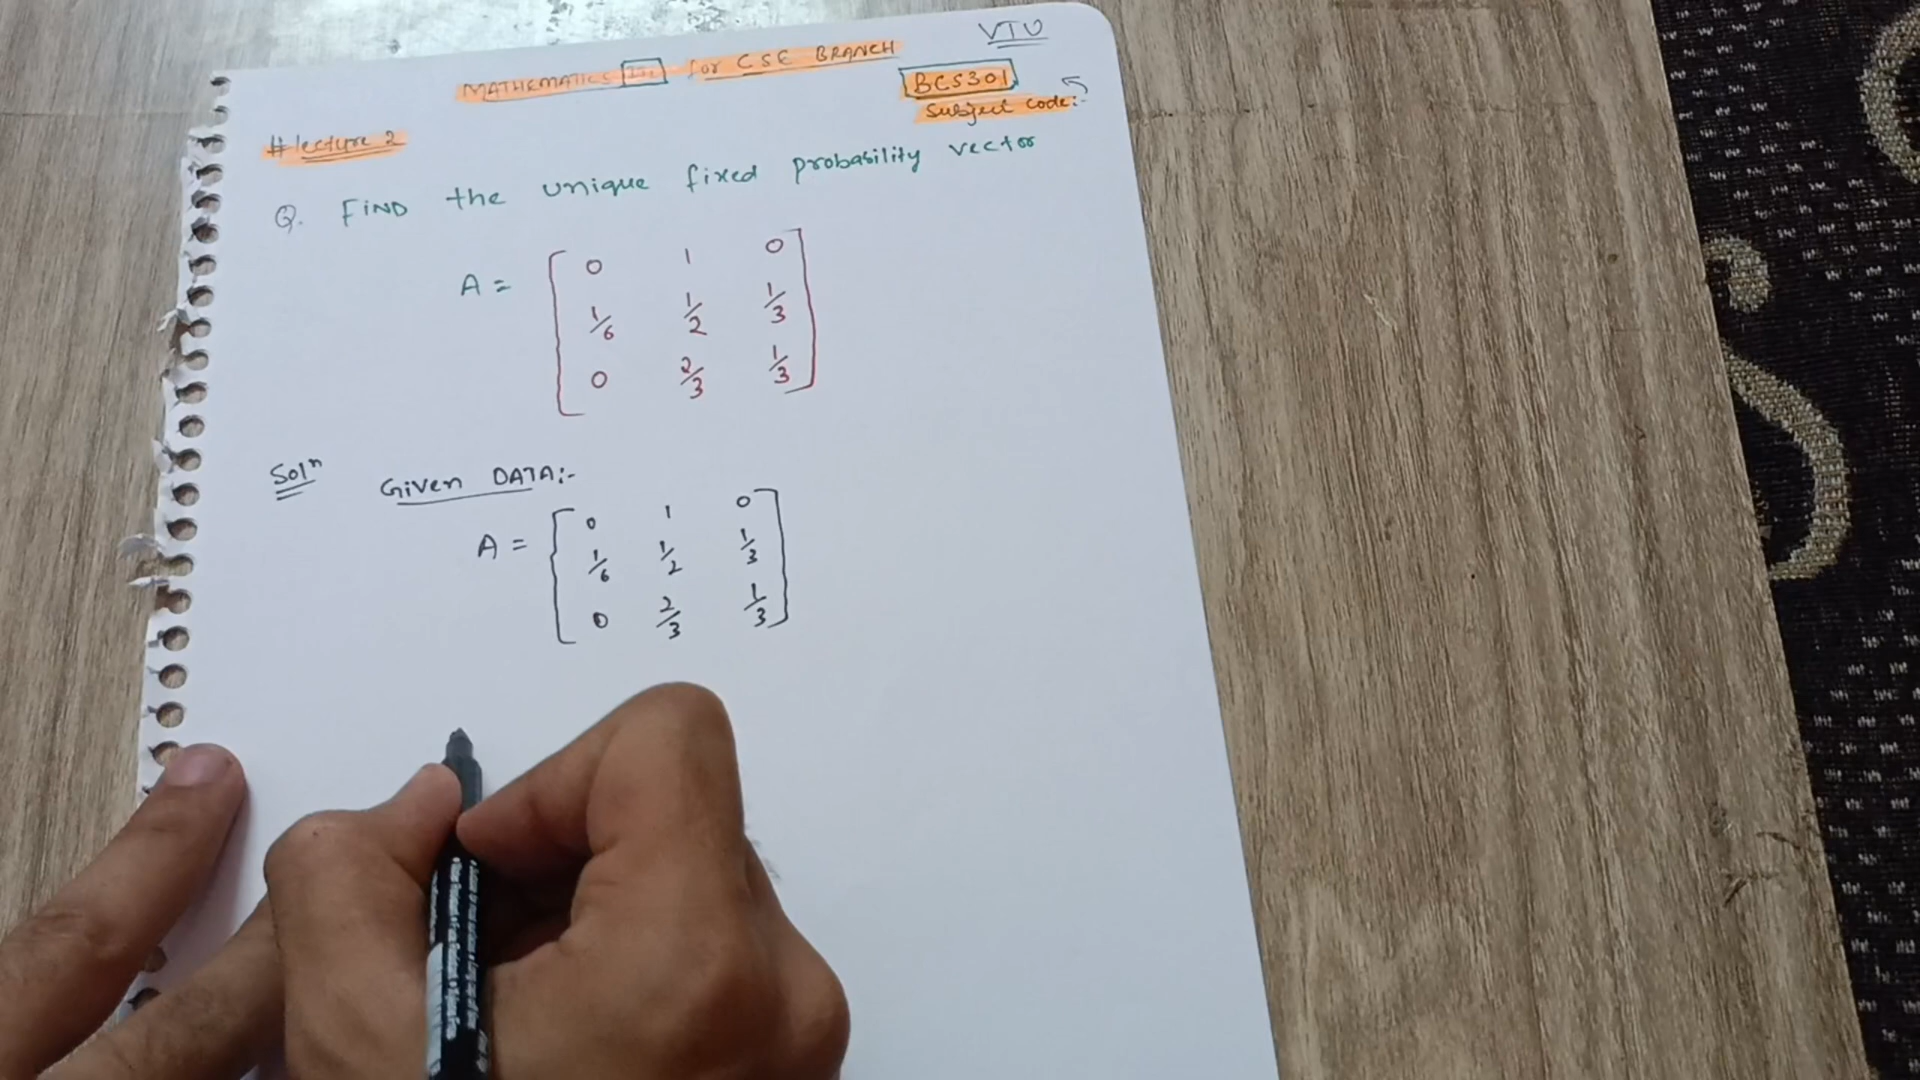 VTU
MATHEMATICS III for CSE BRANCH
BCS301
Subject code:-
# lecture 2
Q. FIND the unique fixed probability vector
A = [ 0 1 0
1/6 1/2 1/3
0 2/3 1/3 ]
Solⁿ Given DATA:-
A = [ 0 1 0
1/6 1/2 1/3
0 2/3 1/3 ]